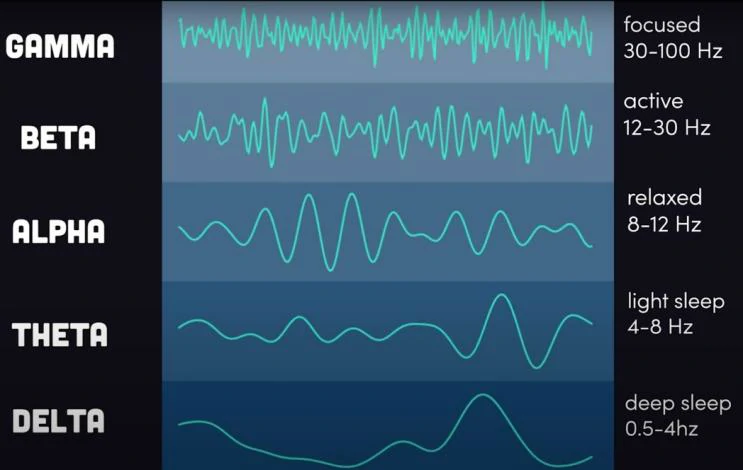 GAMMA
focused
30-100 Hz
BETA
active
12-30 Hz
ALPHA
relaxed
8-12 Hz
THETA
light sleep
4-8 Hz
DELTA
deep sleep
0.5-4hz